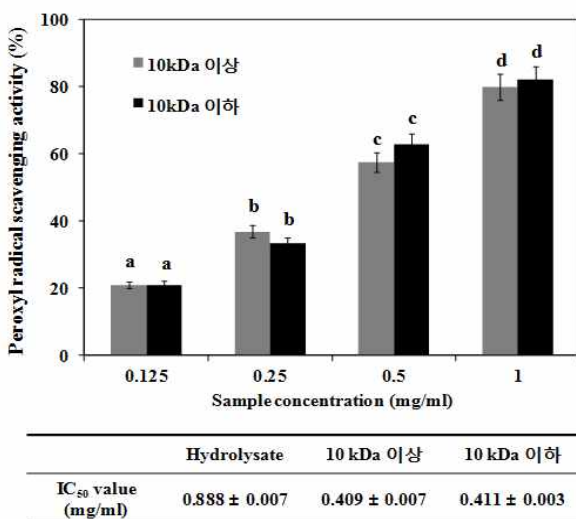 100
80
60
40
20
0
Peroxyl radical scavenging activity (%)
10kDa 이상
10kDa 이하
a a
b b
c c
d d
0.125 0.25 0.5 1
Sample concentration (mg/ml)
Hydrolysate 10 kDa 이상 10 kDa 이하
IC50 value (mg/ml) 0.888 ± 0.007 0.409 ± 0.007 0.411 ± 0.003